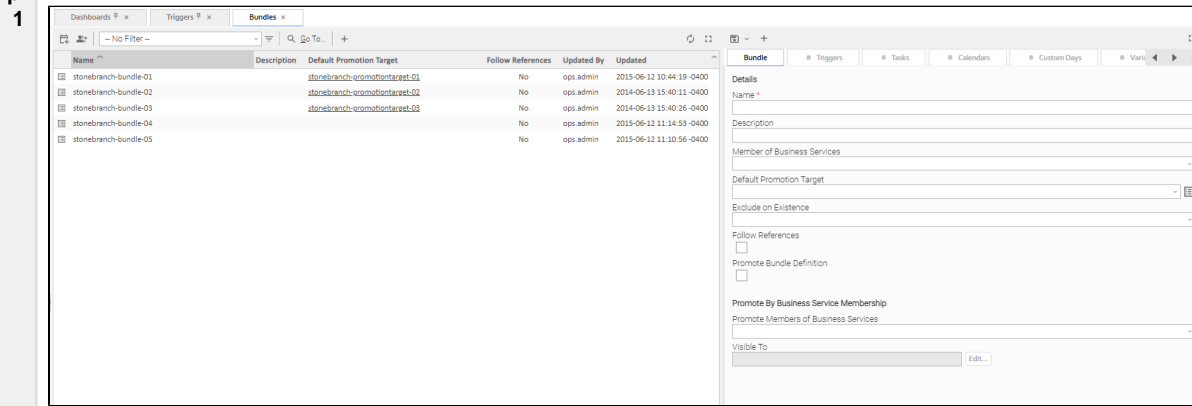 1
Dashboards × Triggers × Bundles ×
-- No Filter -- Go To...
Name Description Default Promotion Target Follow References Updated By Updated
stonebranch-bundle-01 stonebranch-promotiontarget-01 No ops.admin 2015-06-12 10:44:19 -0400
stonebranch-bundle-02 stonebranch-promotiontarget-02 No ops.admin 2014-06-13 15:40:11 -0400
stonebranch-bundle-03 stonebranch-promotiontarget-03 No ops.admin 2014-06-13 15:40:26 -0400
stonebranch-bundle-04 No ops.admin 2015-06-12 11:14:53 -0400
stonebranch-bundle-05 No ops.admin 2015-06-12 11:10:56 -0400
Bundle Triggers Tasks Calendars Custom Days
Details
Name *
Description
Member of Business Services
Default Promotion Target
Exclude on Existence
Follow References
Promote Bundle Definition
Promote By Business Service Membership
Promote Members of Business Services
Visible To
Edit...